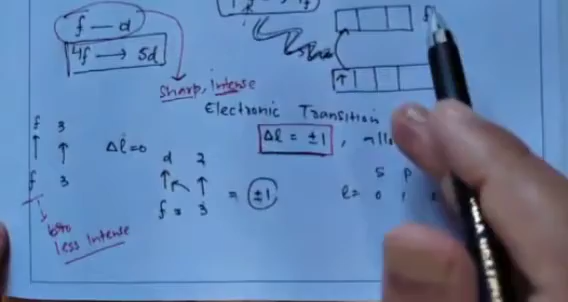 f — d
4f → 5d
f
sharp, intense
Electronic Transition
Δl = ±1,
f 3
Δl=0
d 2
f 3
f = 3
= ±1
s p
l = 0 1
less Intense